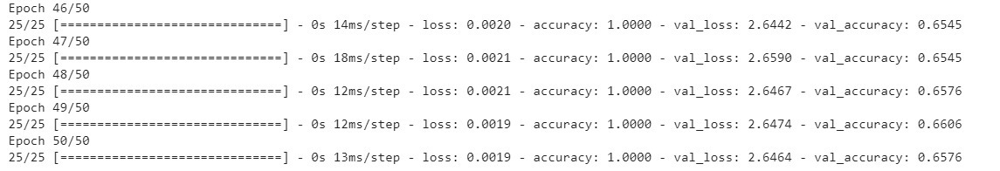 Epoch 46/50
25/25 [==============================] - 0s 14ms/step - loss: 0.0020 - accuracy: 1.0000 - val_loss: 2.6442 - val_accuracy: 0.6545
Epoch 47/50
25/25 [==============================] - 0s 18ms/step - loss: 0.0021 - accuracy: 1.0000 - val_loss: 2.6590 - val_accuracy: 0.6545
Epoch 48/50
25/25 [==============================] - 0s 12ms/step - loss: 0.0021 - accuracy: 1.0000 - val_loss: 2.6467 - val_accuracy: 0.6576
Epoch 49/50
25/25 [==============================] - 0s 12ms/step - loss: 0.0019 - accuracy: 1.0000 - val_loss: 2.6474 - val_accuracy: 0.6606
Epoch 50/50
25/25 [==============================] - 0s 13ms/step - loss: 0.0019 - accuracy: 1.0000 - val_loss: 2.6464 - val_accuracy: 0.6576